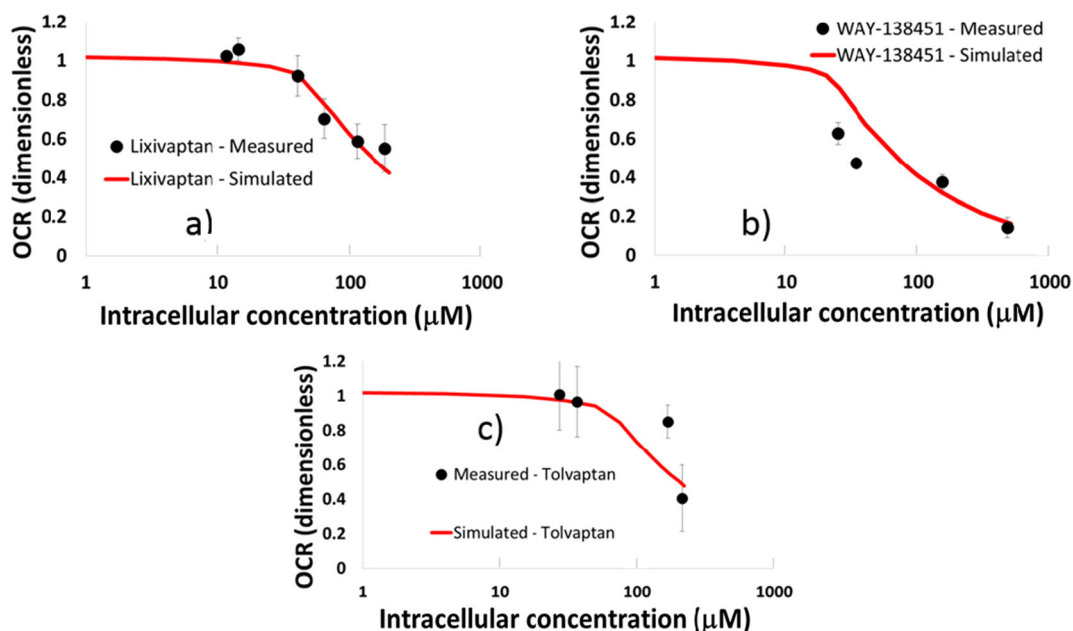 1.2
1
0.8
0.6
0.4
0.2
0
OCR (dimensionless)
Lixivaptan - Measured
Lixivaptan - Simulated
a)
1 10 100 1000
Intracellular concentration (μM)
1.2
1
0.8
0.6
0.4
0.2
0
OCR (dimensionless)
WAY-138451 - Measured
WAY-138451 - Simulated
b)
1 10 100 1000
Intracellular concentration (μM)
1.2
1
0.8
0.6
0.4
0.2
0
OCR (dimensionless)
c)
Measured - Tolvaptan
Simulated - Tolvaptan
1 10 100 1000
Intracellular concentration (μM)